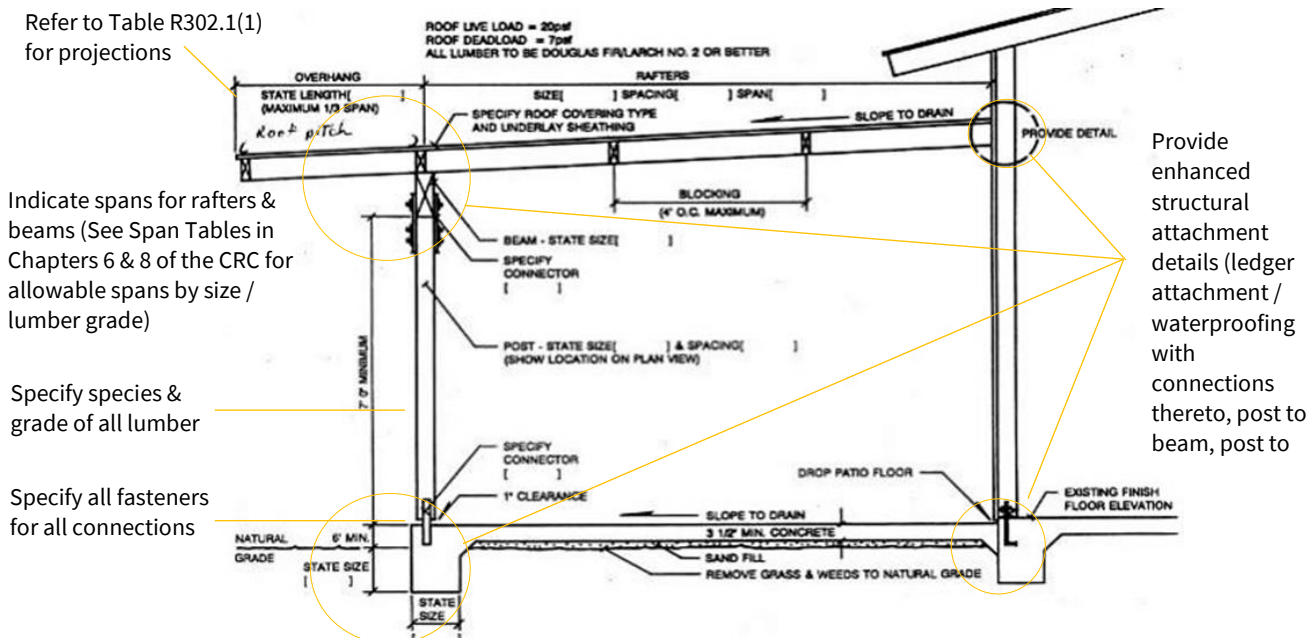 Refer to Table R302.1(1)
for projections
ROOF LIVE LOAD = 20psf
ROOF DEADLOAD = 7psf
ALL LUMBER TO BE DOUGLAS FIR/LARCH NO. 2 OR BETTER
OVERHANG
RAFTERS
STATE LENGTH[ ]
(MAXIMUM 1/3 SPAN)
SIZE[ ] SPACING[ ] SPAN[ ]
Roof pitch
SPECIFY ROOF COVERING TYPE
AND UNDERLAY SHEATHING
SLOPE TO DRAIN
PROVIDE DETAIL
Indicate spans for rafters &
beams (See Span Tables in
Chapters 6 & 8 of the CRC for
allowable spans by size /
lumber grade)
BLOCKING
(4' O.C. MAXIMUM)
BEAM - STATE SIZE[ ]
SPECIFY
CONNECTOR
[ ]
Provide
enhanced
structural
attachment
details (ledger
attachment /
waterproofing
with
connections
thereto, post to
beam, post to
7' 0" MINIMUM
POST - STATE SIZE[ ] & SPACING[ ]
(SHOW LOCATION ON PLAN VIEW)
Specify species &
grade of all lumber
SPECIFY
CONNECTOR
[ ]
1" CLEARANCE
DROP PATIO FLOOR
EXISTING FINISH
FLOOR ELEVATION
Specify all fasteners
for all connections
SLOPE TO DRAIN
3 1/2" MIN. CONCRETE
SAND FILL
REMOVE GRASS & WEEDS TO NATURAL GRADE
NATURAL
GRADE
6" MIN.
STATE SIZE
[ ]
STATE
SIZE